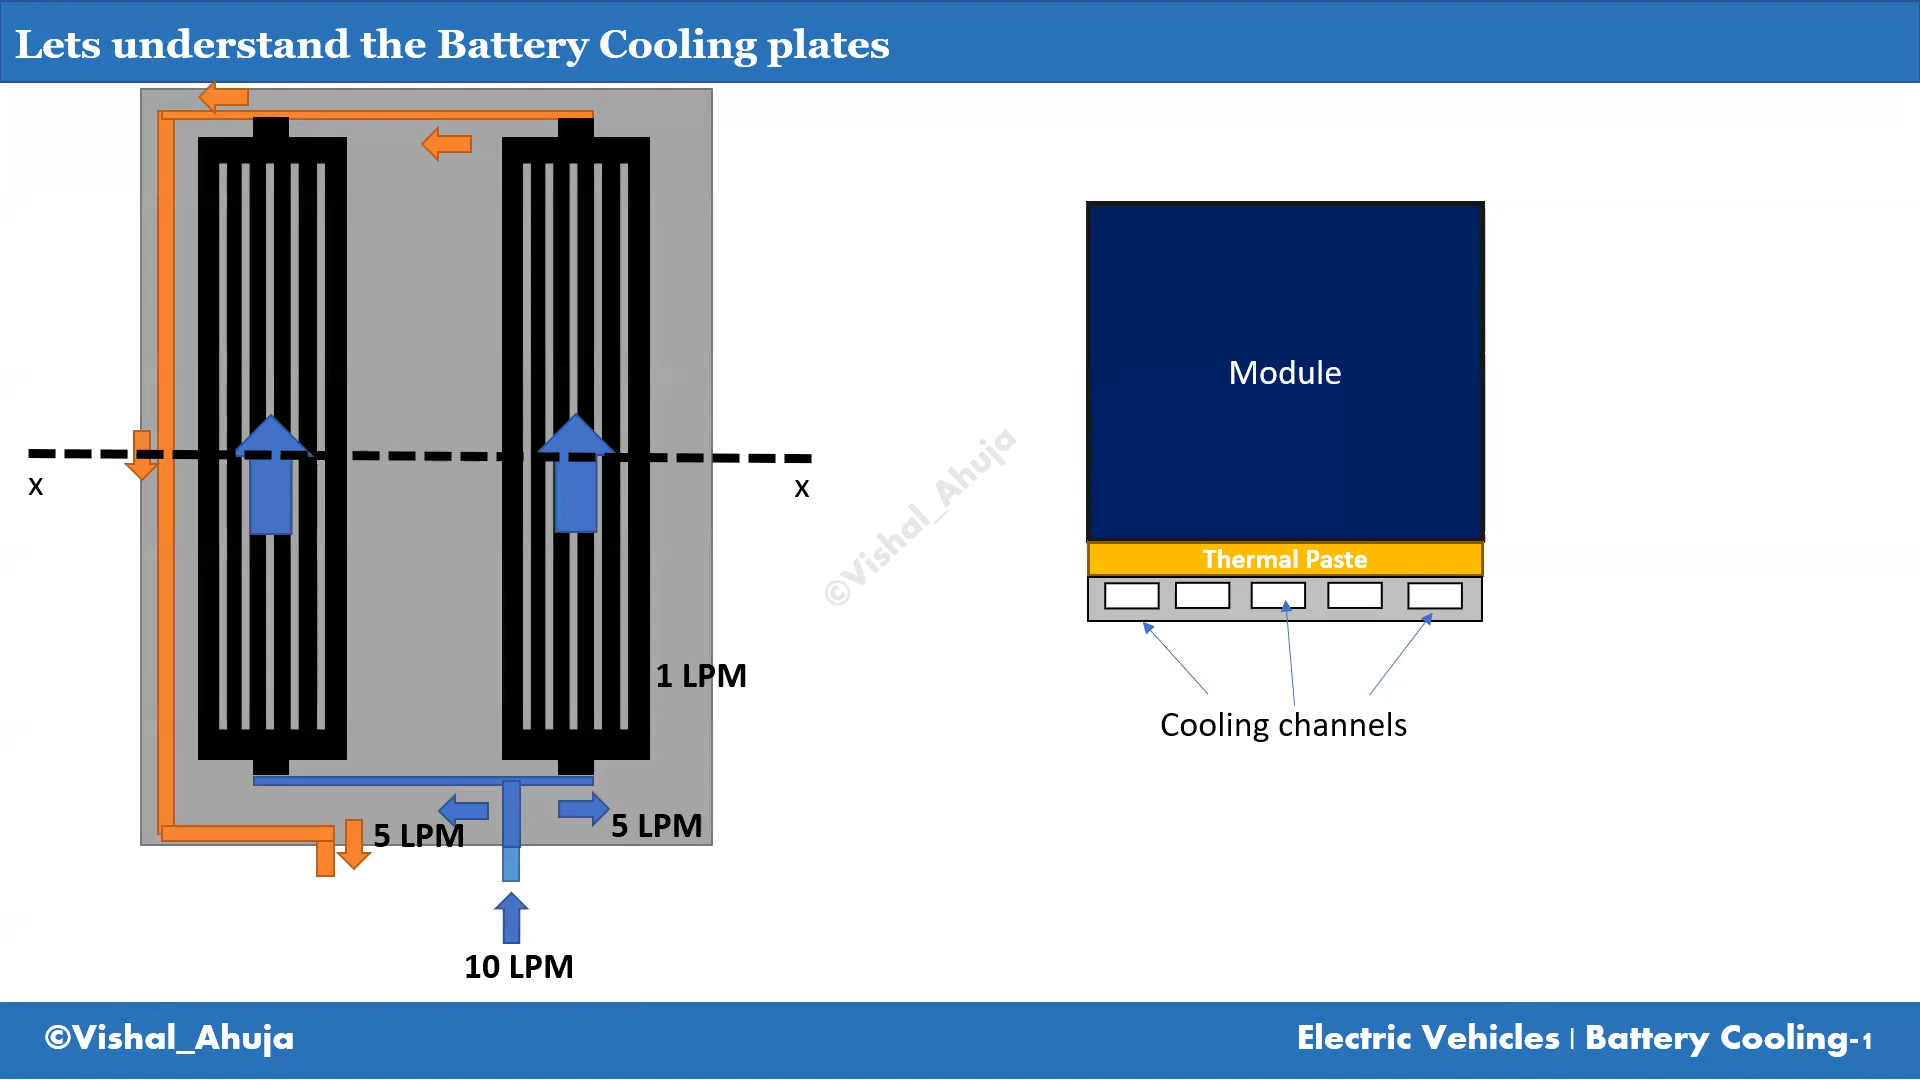 Lets understand the Battery Cooling plates
x
x
1 LPM
5 LPM
5 LPM
10 LPM
©Vishal_Ahuja
Module
Thermal Paste
Cooling channels
©Vishal_Ahuja
Electric Vehicles | Battery Cooling-1